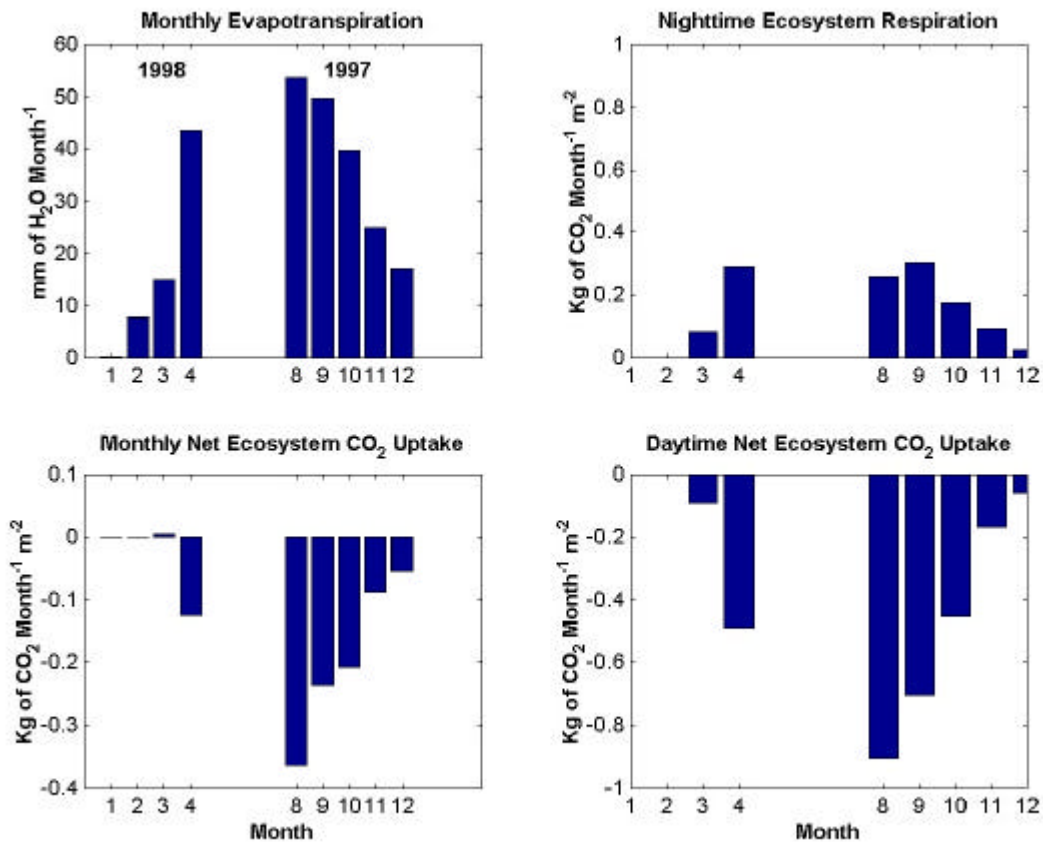 Monthly Evapotranspiration
60
50
40
30
20
10
0
mm of H2O Month-1
1998
1997
1 2 3 4 8 9 10 11 12
Nighttime Ecosystem Respiration
1
0.8
0.6
0.4
0.2
0
Kg of CO2 Month-1 m-2
1 2 3 4 8 9 10 11 12
Monthly Net Ecosystem CO2 Uptake
0.1
0
-0.1
-0.2
-0.3
-0.4
Kg of CO2 Month-1 m-2
1 2 3 4 8 9 10 11 12
Month
Daytime Net Ecosystem CO2 Uptake
0
-0.2
-0.4
-0.6
-0.8
-1
Kg of CO2 Month-1 m-2
1 2 3 4 8 9 10 11 12
Month